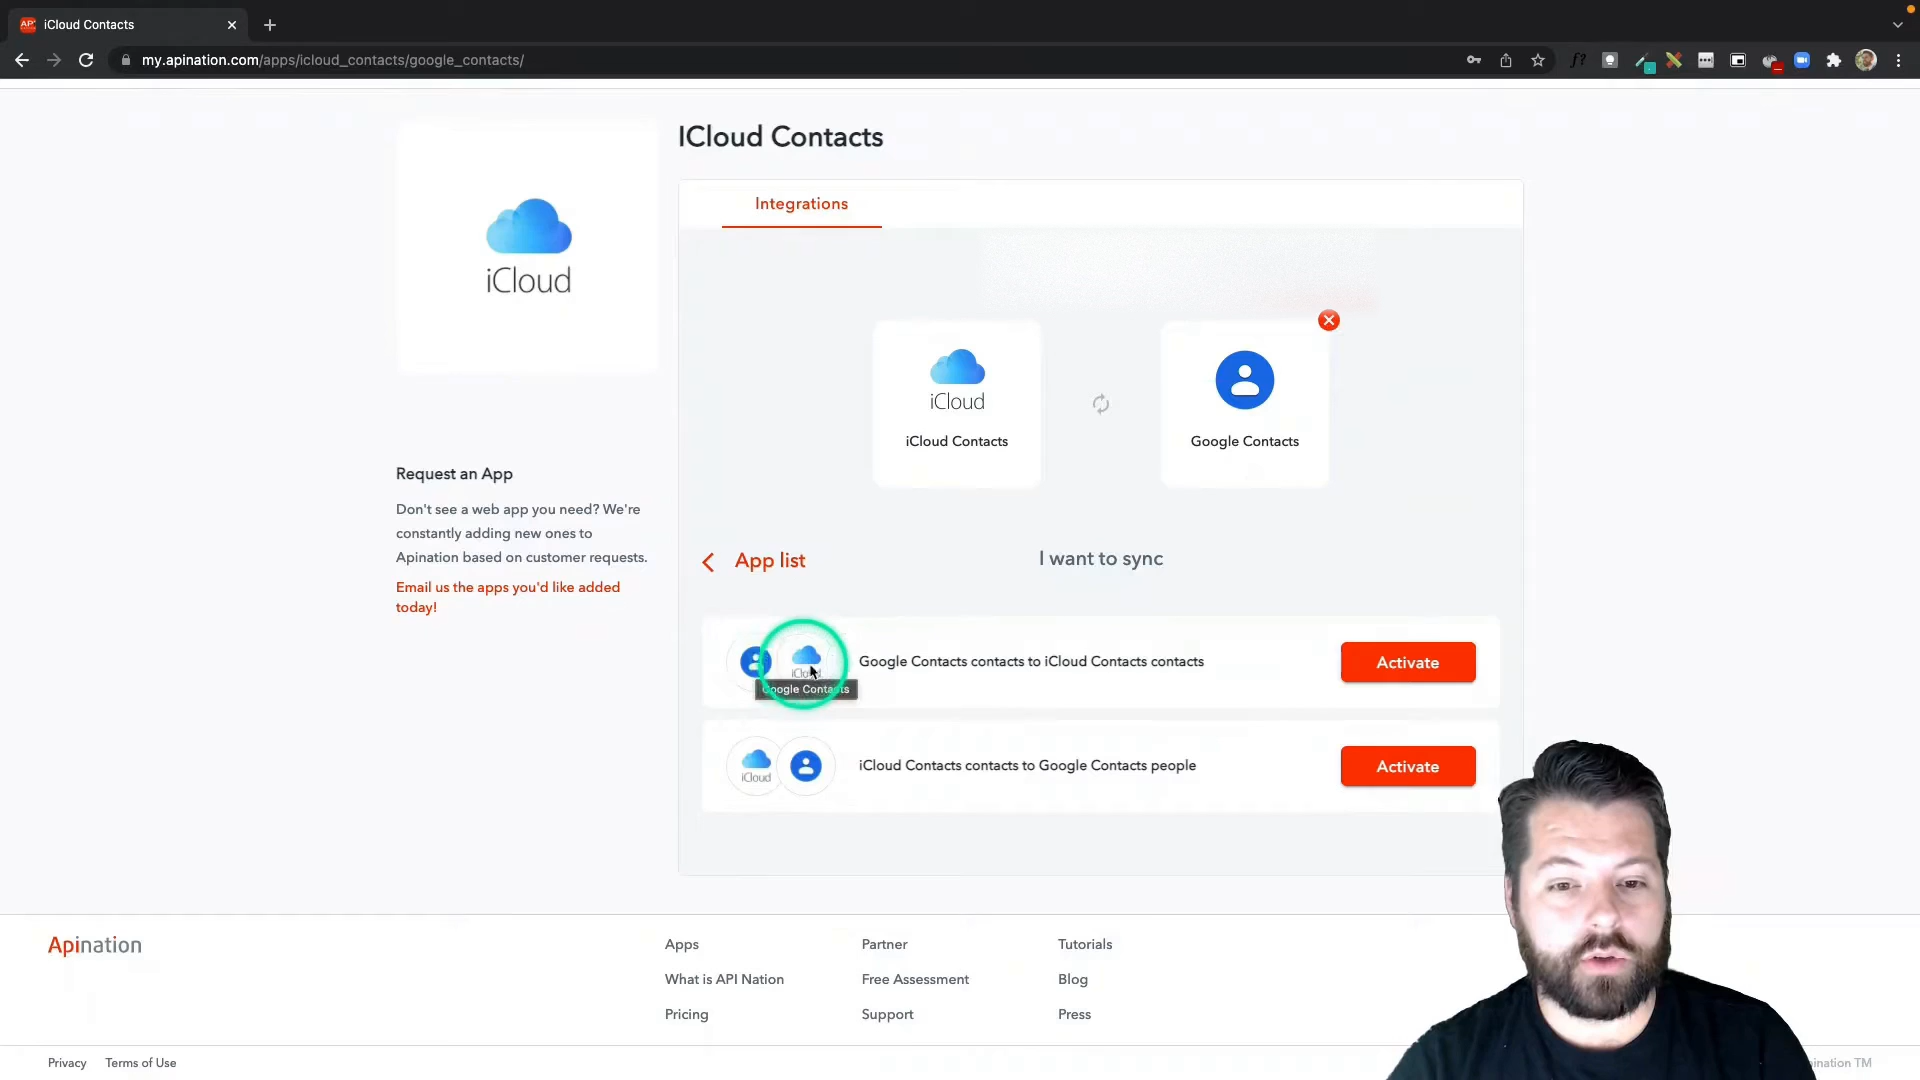 iCloud Contacts
my.apination.com/apps/icloud_contacts/google_contacts/
ICloud Contacts
Integrations
iCloud
iCloud
iCloud Contacts
Google Contacts
Request an App
Don't see a web app you need? We're
constantly adding new ones to
Apination based on customer requests.
Email us the apps you'd like added
today!
App list
I want to sync
iCloud
Google Contacts
Google Contacts contacts to iCloud Contacts contacts
Activate
iCloud
iCloud Contacts contacts to Google Contacts people
Activate
Apination
Apps
Partner
Tutorials
What is API Nation
Free Assessment
Blog
Pricing
Support
Press
Privacy
Terms of Use
TM